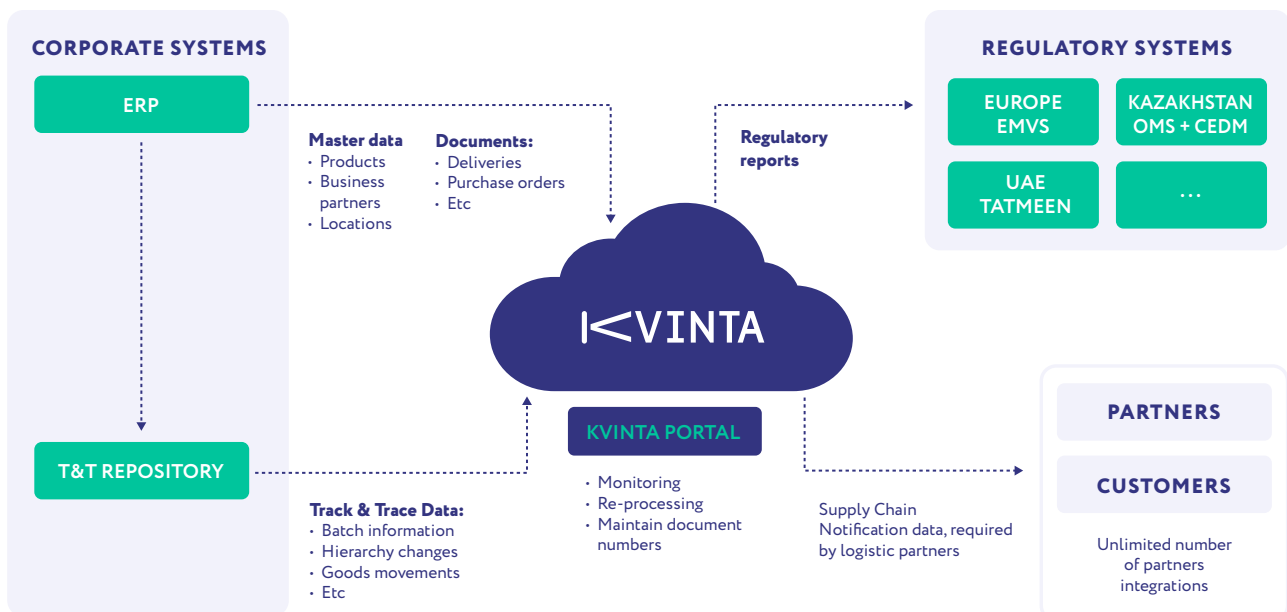 CORPORATE SYSTEMS
ERP
T&T REPOSITORY
Master data
• Products
• Business
partners
• Locations
Documents:
• Deliveries
• Purchase orders
• Etc
Track & Trace Data:
• Batch information
• Hierarchy changes
• Goods movements
• Etc
KVINTA
KVINTA PORTAL
• Monitoring
• Re-processing
• Maintain document
numbers
Regulatory
reports
REGULATORY SYSTEMS
EUROPE
EMVS
KAZAKHSTAN
OMS + CEDM
UAE
TATMEEN
...
Supply Chain
Notification data, required
by logistic partners
PARTNERS
CUSTOMERS
Unlimited number
of partners
integrations